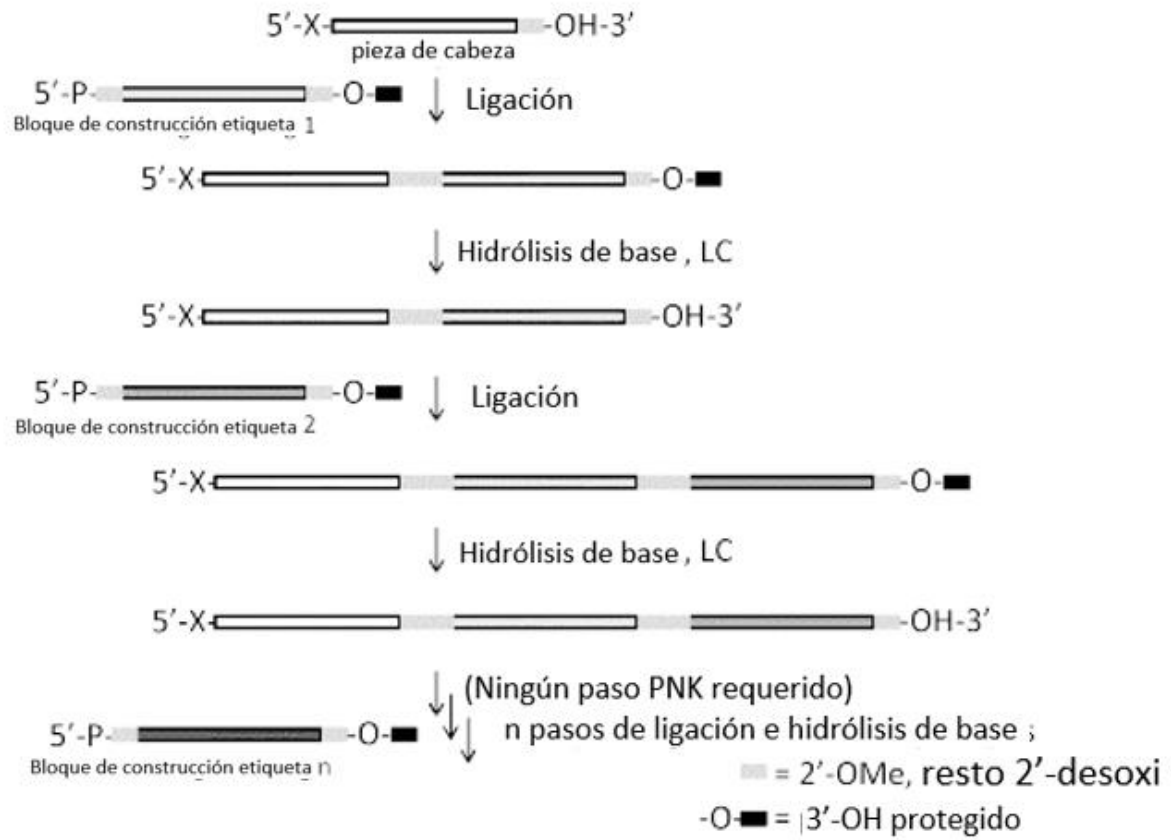 5′-X- -OH-3′
pieza de cabeza
5′-P- -O-
Ligación
Bloque de construcción etiqueta 1
5′-X- -O-
Hidrólisis de base , LC
5′-X- -OH-3′
5′-P- -O-
Ligación
Bloque de construcción etiqueta 2
5′-X- -O-
Hidrólisis de base , LC
5′-X- -OH-3′
(Ningún paso PNK requerido)
5′-P- -O-
n pasos de ligación e hidrólisis de base ;
Bloque de construcción etiqueta n
= 2′-OMe, resto 2′-desoxi
-O- = 3′-OH protegido